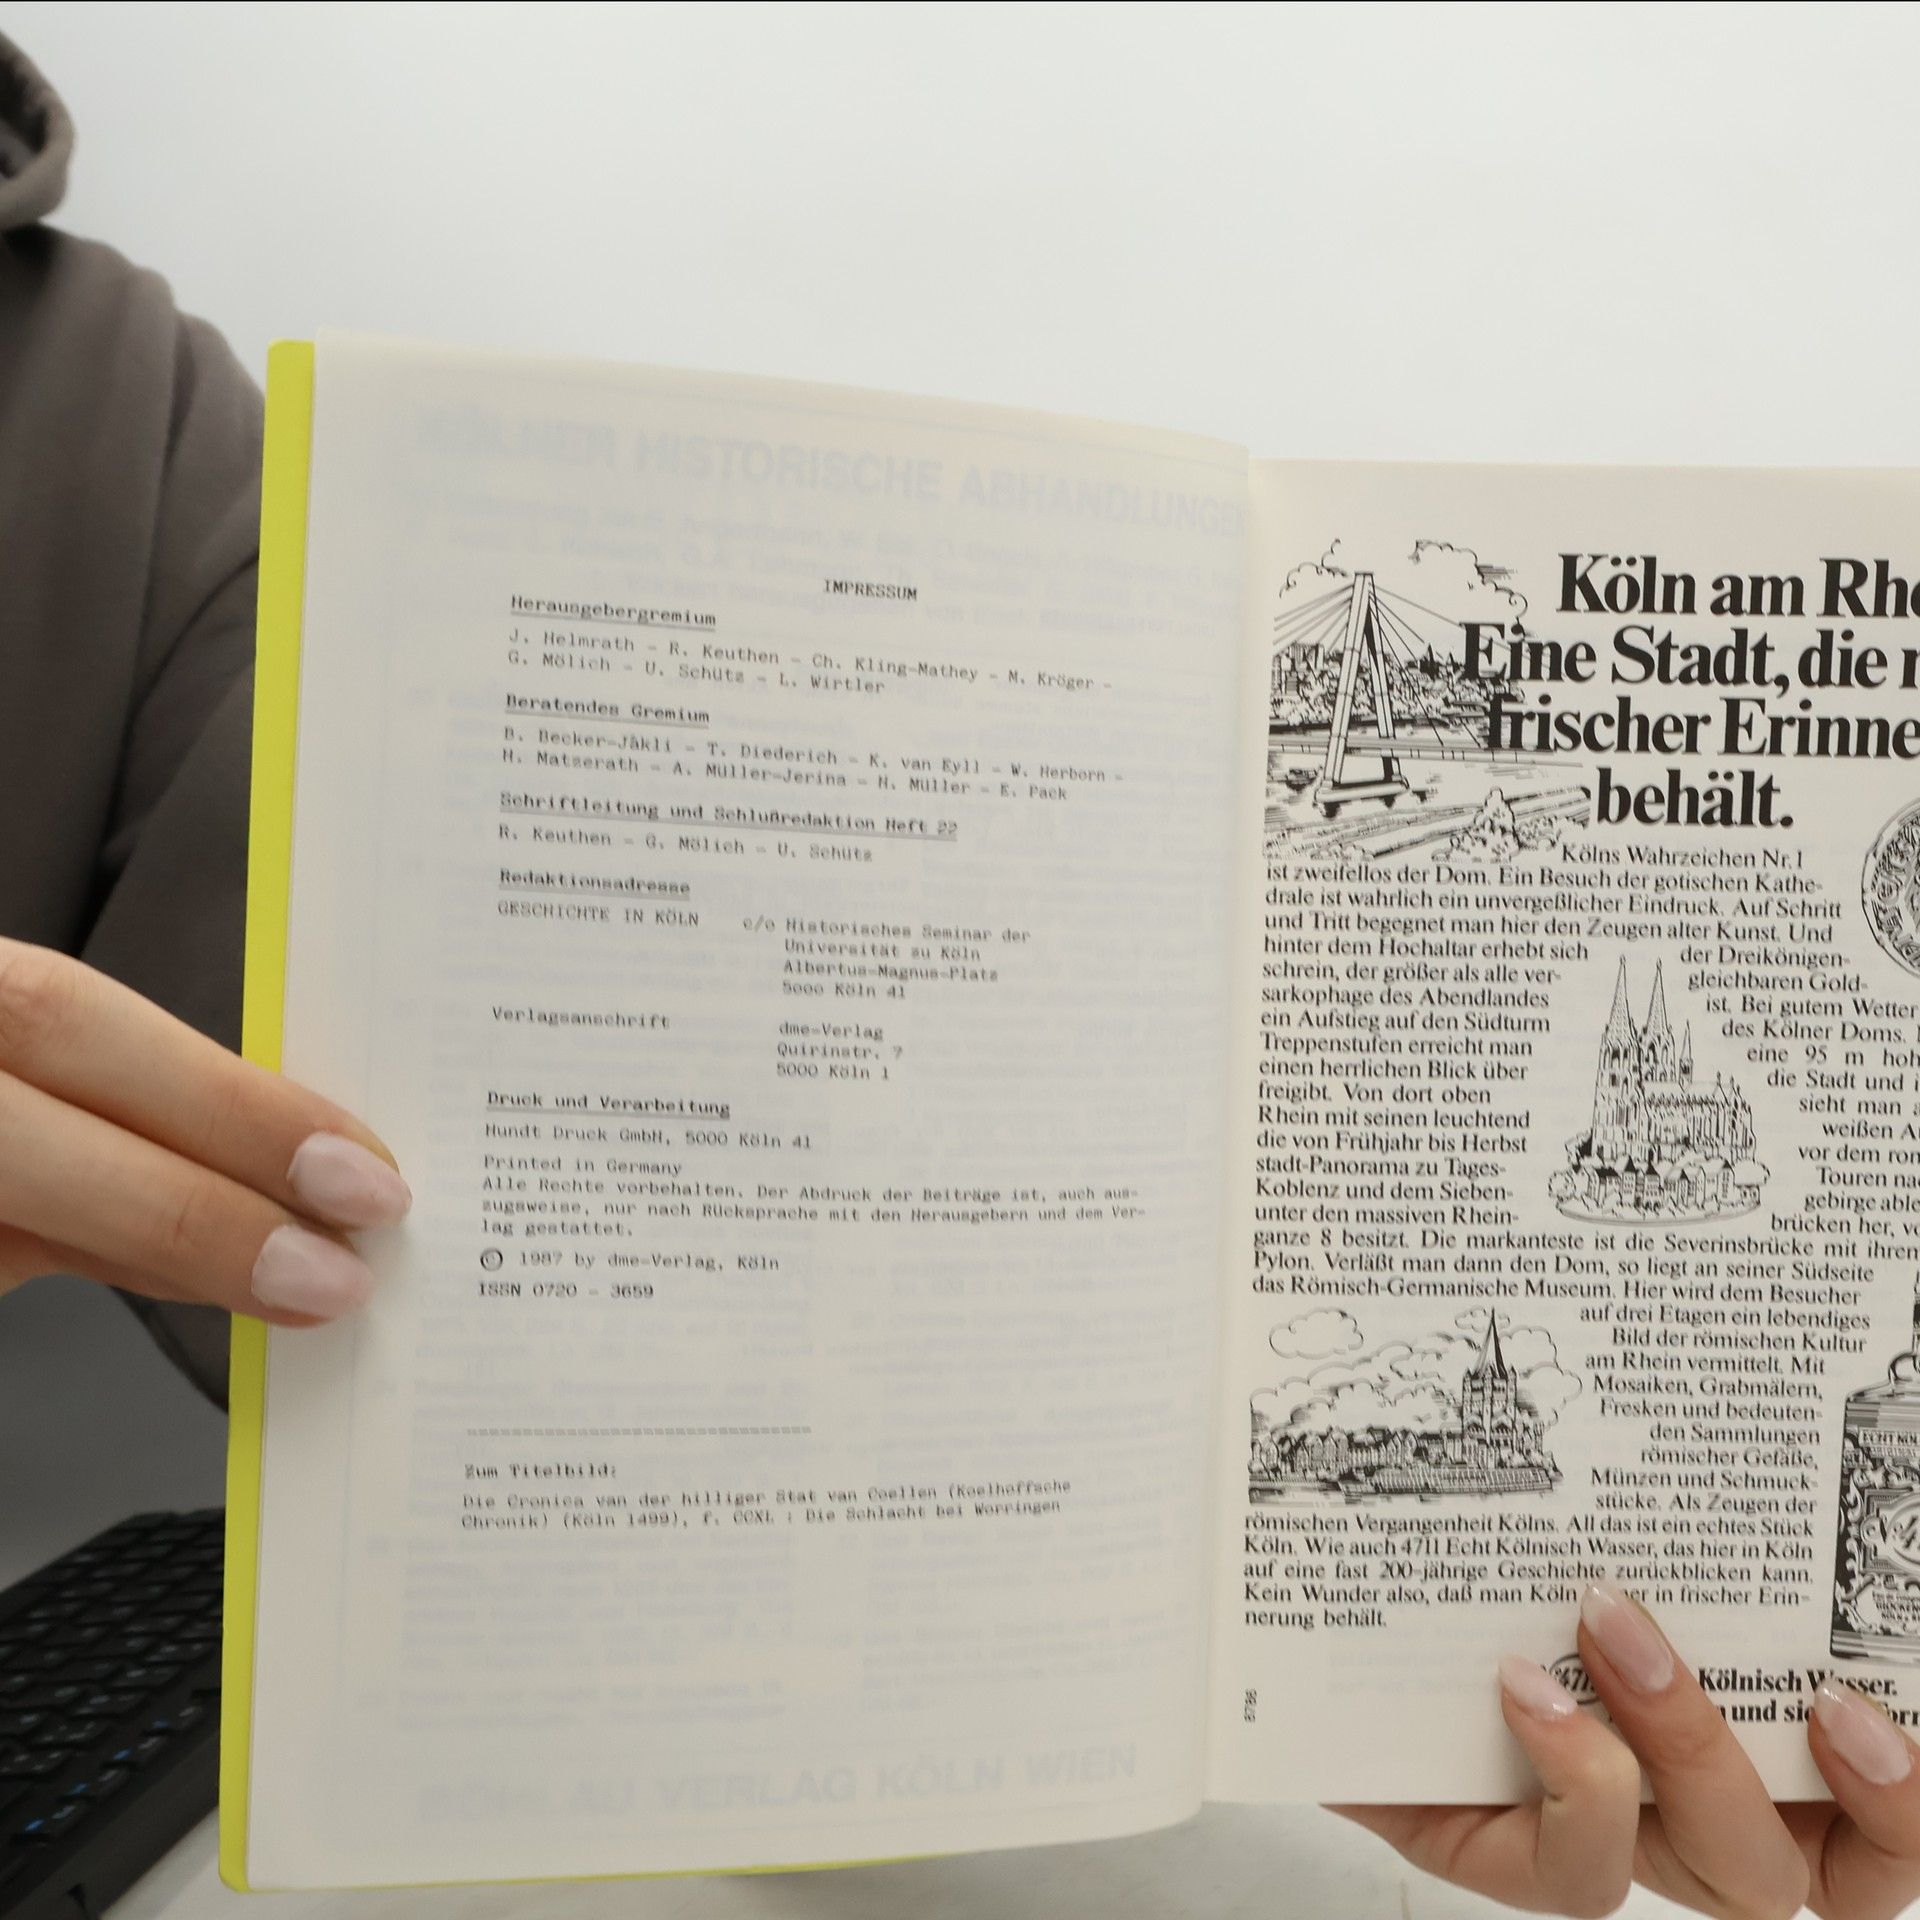 IMPRESSUM
Herausgebergremium
J. Helmrath - R. Keuthen - Ch. Kling-Mathey - M. Kröger -
G. Mölich - U. Schütz - L. Wirtler
Beratendes Gremium
B. Becker-Jákli - T. Diederich - K. van Eyll - W. Herborn -
H. Matzerath - A. Müller-Jerina - H. Müller - E. Pack
Schriftleitung und Schlußredaktion Heft 22
R. Keuthen - G. Mölich - U. Schütz
Redaktionsadresse
GESCHICHTE IN KÖLN c/o Historisches Seminar der
Universität zu Köln
Albertus-Magnus-Platz
5000 Köln 41
Verlagsanschrift dme-Verlag
Quirinstr. 7
5000 Köln 1
Druck und Verarbeitung
Hundt Druck GmbH, 5000 Köln 41
Printed in Germany
Alle Rechte vorbehalten. Der Abdruck der Beiträge ist, auch aus-
zugsweise, nur nach Rücksprache mit den Herausgebern und dem Ver-
lag gestattet.
© 1987 by dme-Verlag, Köln
ISSN 0720 - 3659
Zum Titelbild:
Die Cronica van der hilliger Stat van Coellen (Koelhoffsche
Chronik) (Köln 1499), f. CCXL : Die Schlacht bei Worringen
KÖLNER HISTORISCHE ABHANDLUNGEN
BÖHLAU VERLAG KÖLN WIEN
Köln am
Eine Stadt, die
frischer
behält.
Kölns Wahrzeichen Nr. 1
ist zweifellos der Dom. Ein Besuch der gotischen Kathe-
drale ist wahrlich ein unvergeßlicher Eindruck. Auf Schritt
und Tritt begegnet man hier den Zeugen alter Kunst. Und
hinter dem Hochaltar erhebt sich der Dreikönigen-
schrein, der größer als alle ver- gleichbaren Gold-
sarkophage des Abendlandes ist. Bei gutem Wetter
ein Aufstieg auf den Südturm des Kölner Doms.
Treppenstufen erreicht man eine 95 m
einen herrlichen Blick über die Stadt und
freigibt. Von dort oben sieht man
Rhein mit seinen leuchtend weißen
die von Frühjahr bis Herbst vor dem
stadt-Panorama zu Tages- Touren
Koblenz und dem Sieben- gebirge
unter den massiven Rhein- brücken her,
ganze 8 besitzt. Die markanteste ist die Severinsbrücke mit ihren
Pylon. Verläßt man dann den Dom, so liegt an seiner Südseite
das Römisch-Germanische Museum. Hier wird dem Besucher
auf drei Etagen ein lebendiges
Bild der römischen Kultur
am Rhein vermittelt. Mit
Mosaiken, Grabmälern,
Fresken und bedeuten-
den Sammlungen
römischer Gefäße,
Münzen und Schmuck-
stücke. Als Zeugen der
römischen Vergangenheit Kölns. All das ist ein echtes Stück
Köln. Wie auch 4711 Echt Kölnisch Wasser, das hier in Köln
auf eine fast 200-jährige Geschichte zurückblicken kann.
Kein Wunder also, daß man Köln in frischer Erin-
nerung behält.
Kölnisch Wasser.
und